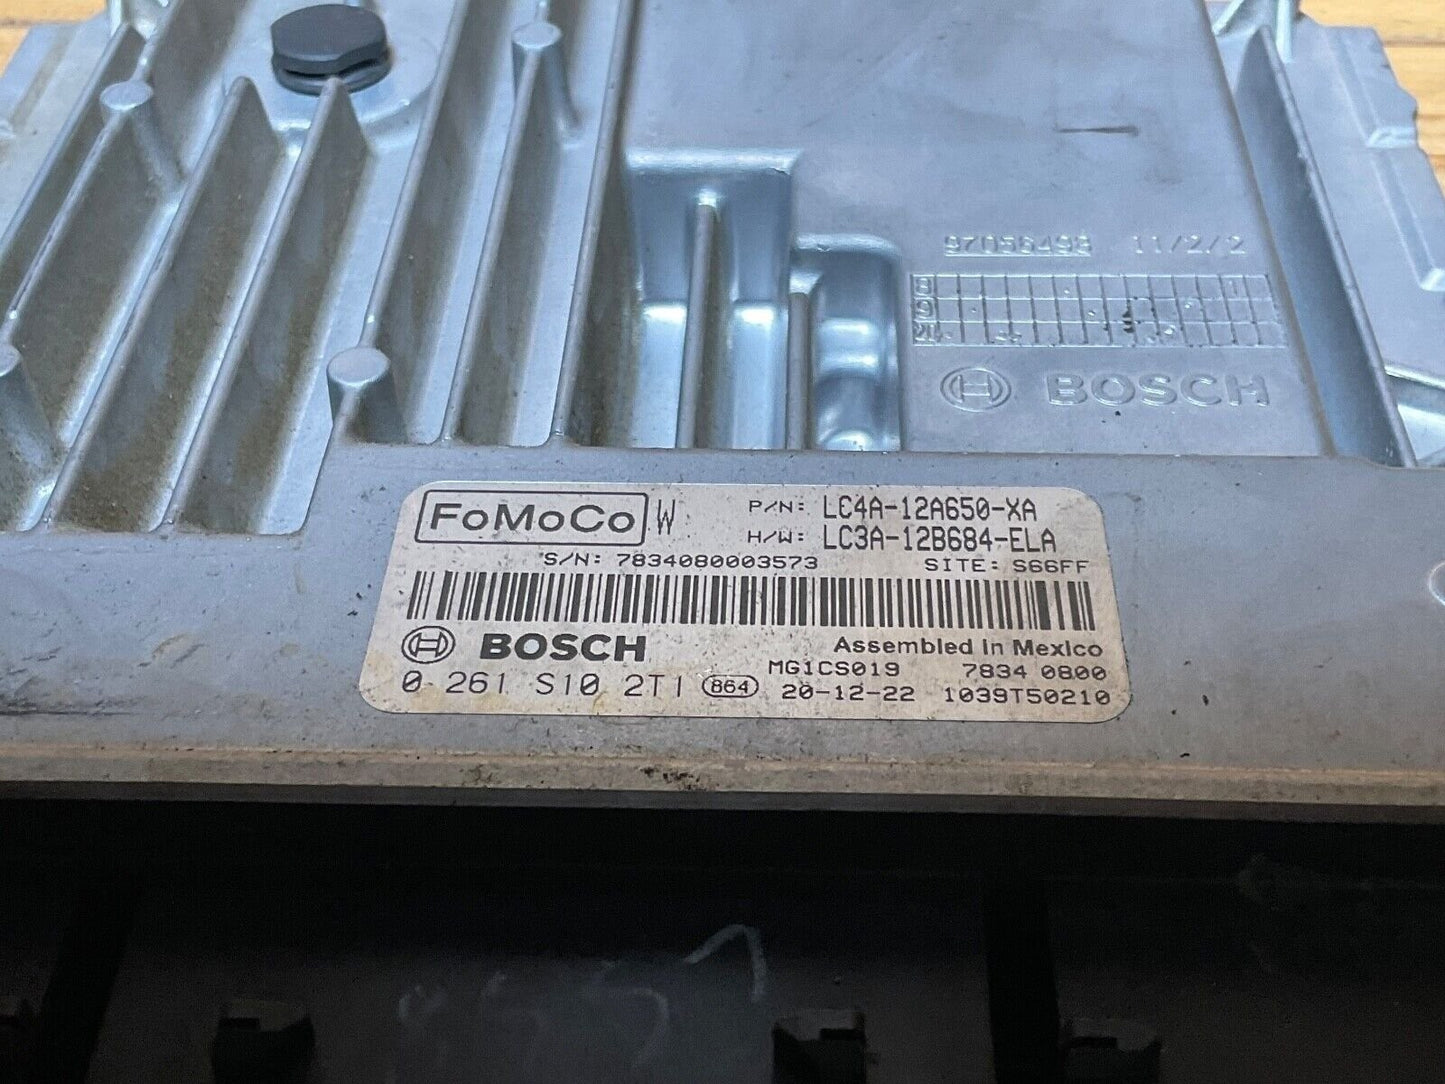 97056498 11/2/2
BOSCH
FoMoCo W P/N: LC4A-12A650-XA
H/W: LC3A-12B684-ELA
S/N: 7834080003573 SITE: S66FF
BOSCH Assembled in Mexico
MG1CS019 7834 0800
0 261 S10 2T1 864 20-12-22 1039T50210